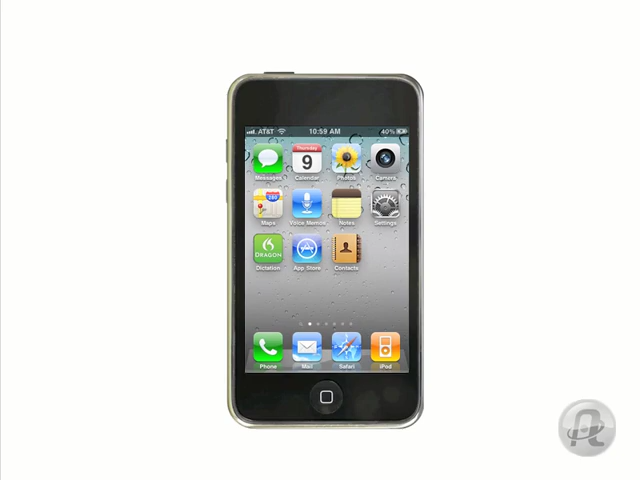 AT&T 10:59 AM 40%
Thursday
9
280
Messages Calendar Photos Camera
Maps Voice Memos Notes Settings
DRAGON
Dictation App Store Contacts
Phone Mail Safari iPod